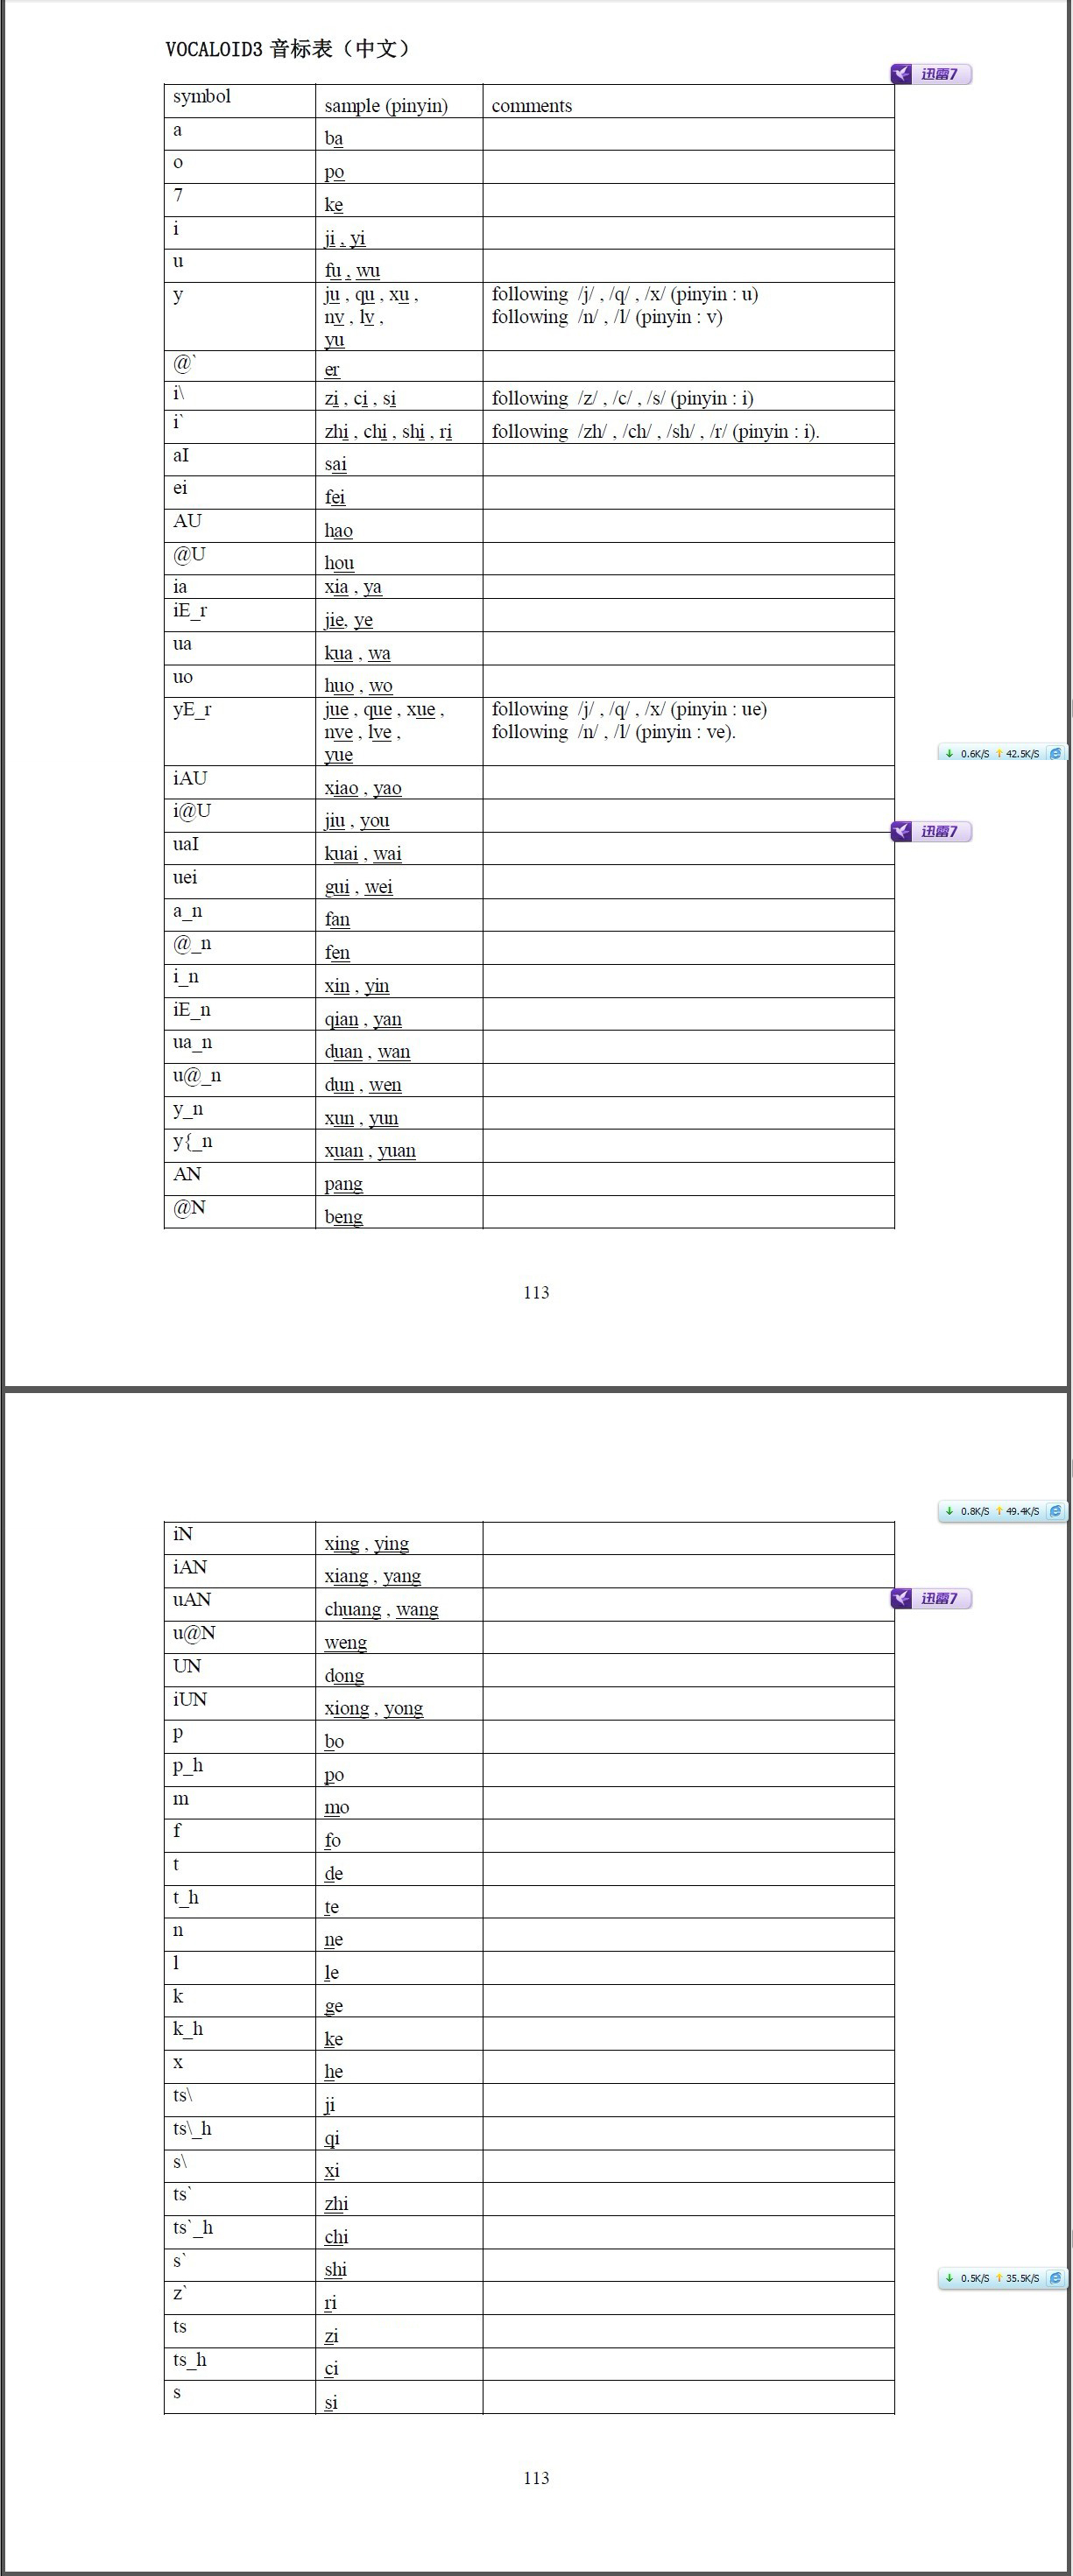 VOCALOID3 音标表（中文）
迅雷7
symbol sample (pinyin) comments
a ba
o po
7 ke
i ji , yi
u fu , wu
y ju , qu , xu , following /j/ , /q/ , /x/ (pinyin : u)
nv , lv , following /n/ , /l/ (pinyin : v)
yu
@` er
i\ zi , ci , si following /z/ , /c/ , /s/ (pinyin : i)
i` zhi , chi , shi , ri following /zh/ , /ch/ , /sh/ , /r/ (pinyin : i).
aI sai
ei fei
AU hao
@U hou
ia xia , ya
iE_r jie, ye
ua kua , wa
uo huo , wo
yE_r jue , que , xue , following /j/ , /q/ , /x/ (pinyin : ue)
nve , lve , following /n/ , /l/ (pinyin : ve).
yue
0.6K/S 42.5K/S
iAU xiao , yao
i@U jiu , you
迅雷7
uaI kuai , wai
uei gui , wei
a_n fan
@_n fen
i_n xin , yin
iE_n qian , yan
ua_n duan , wan
u@_n dun , wen
y_n xun , yun
y{_n xuan , yuan
AN pang
@N beng
113
0.8K/S 49.4K/S
iN xing , ying
iAN xiang , yang
uAN chuang , wang
迅雷7
u@N weng
UN dong
iUN xiong , yong
p bo
p_h po
m mo
f fo
t de
t_h te
n ne
l le
k ge
k_h ke
x he
ts\ ji
ts\_h qi
s\ xi
ts` zhi
ts`_h chi
s` shi
0.5K/S 35.5K/S
z` ri
ts zi
ts_h ci
s si
113